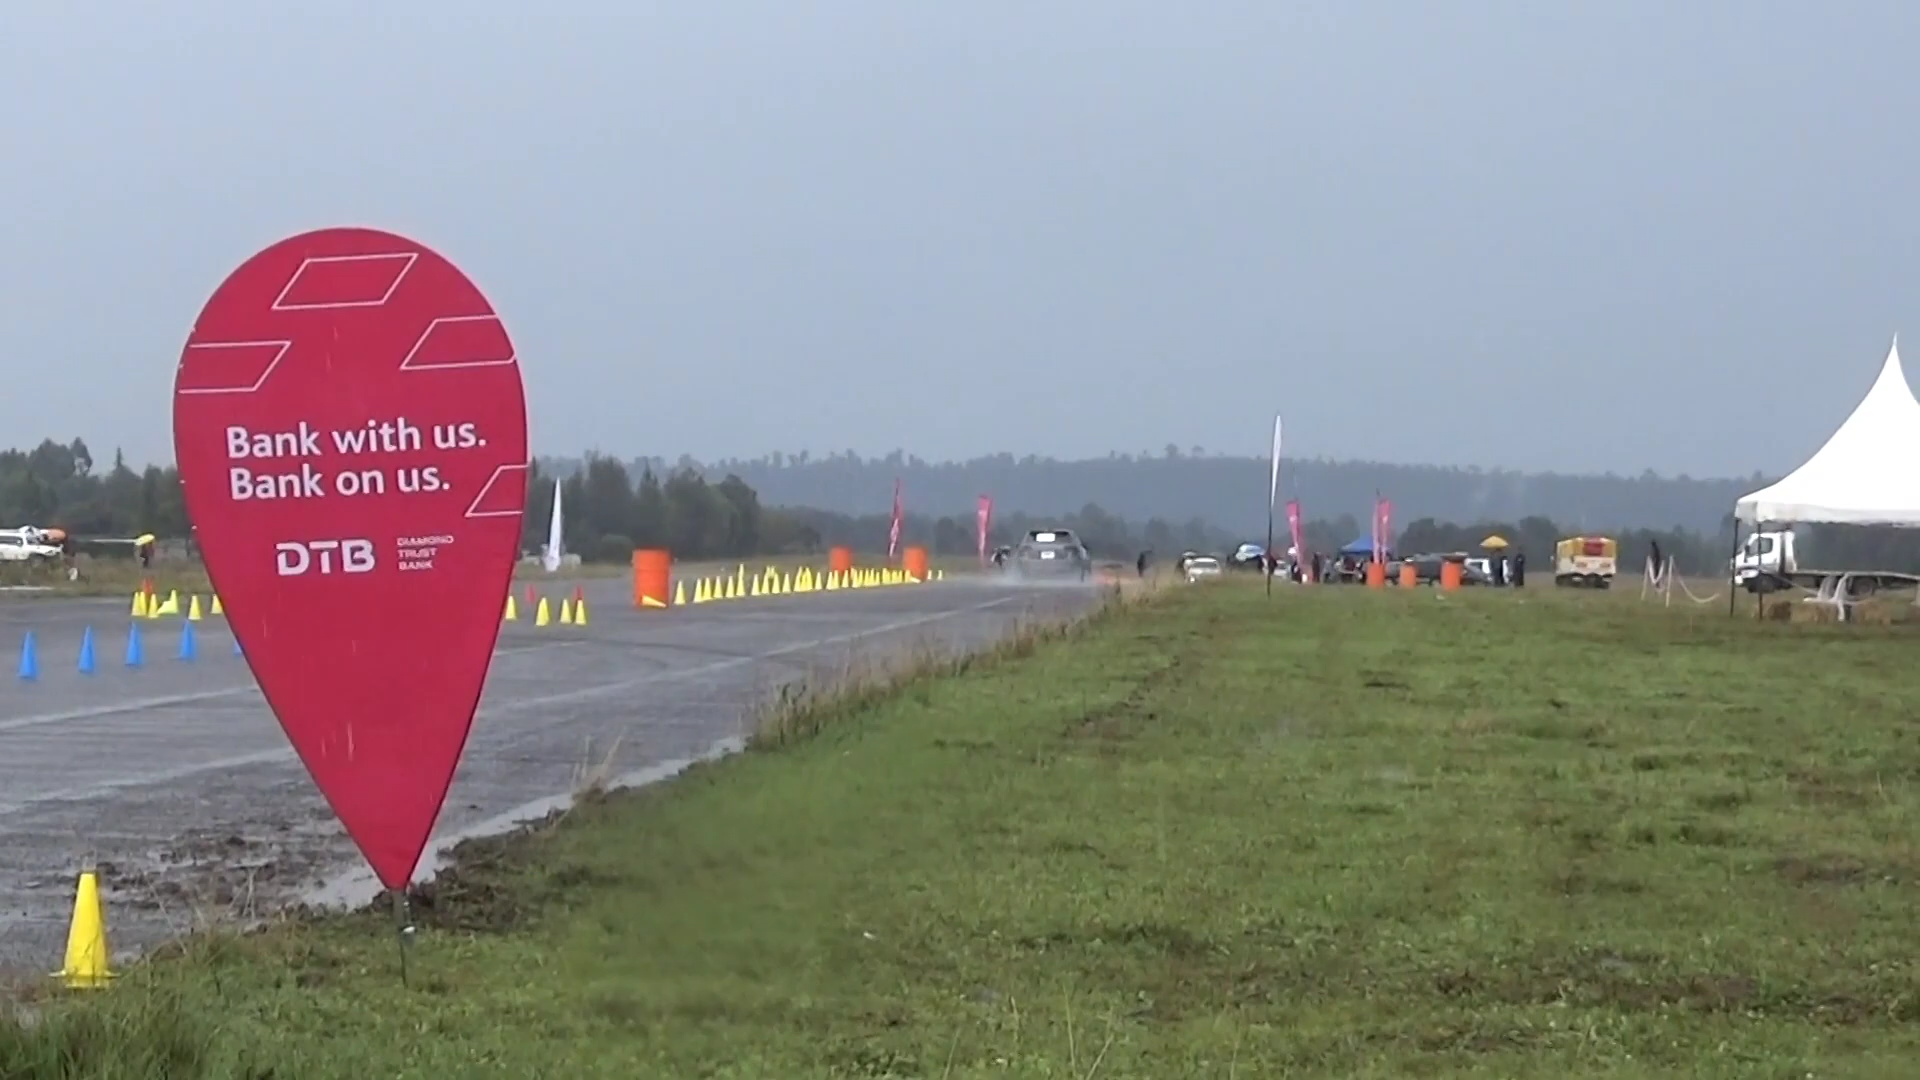 Bank with us.
Bank on us.
DTB
DIAMOND
TRUST
BANK